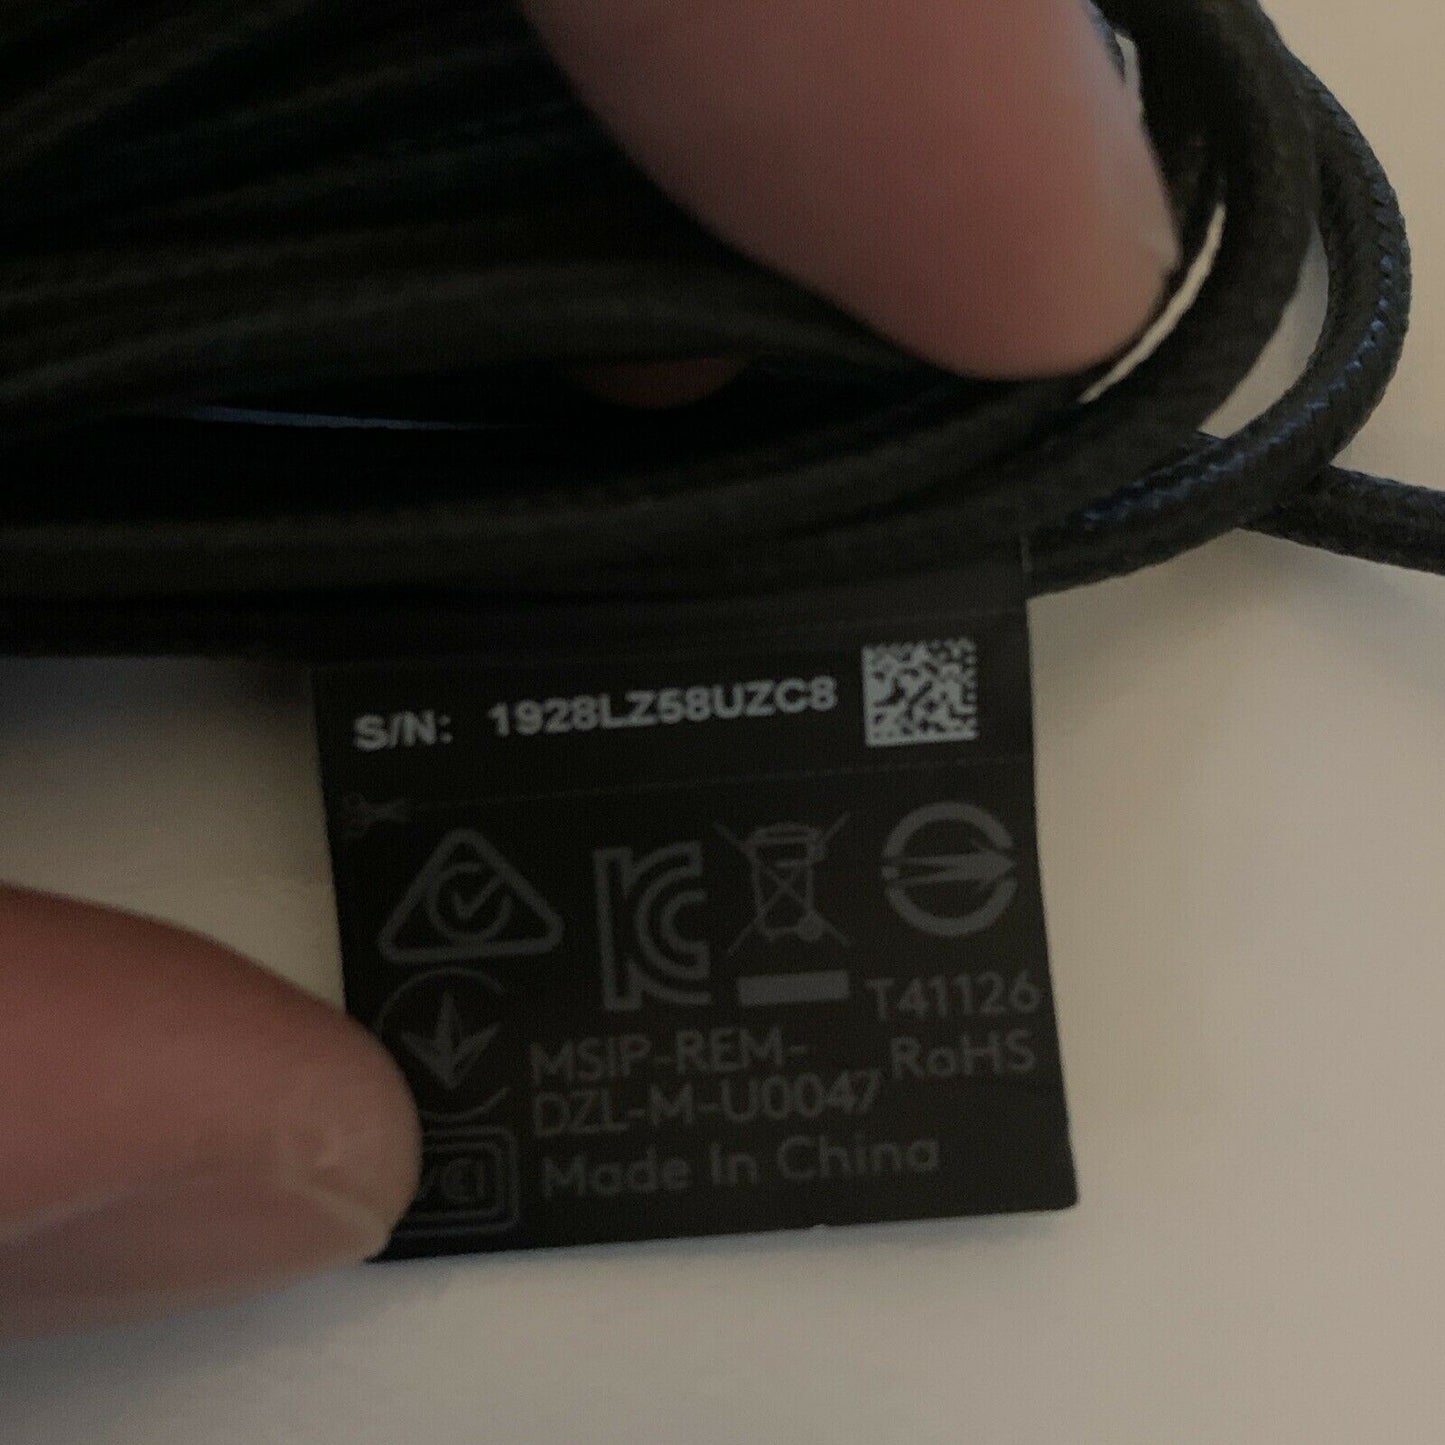 S/N: 1928LZ58UZC8
T41126
MSIP-REM-
RoHS
DZL-M-U0047
Made In China